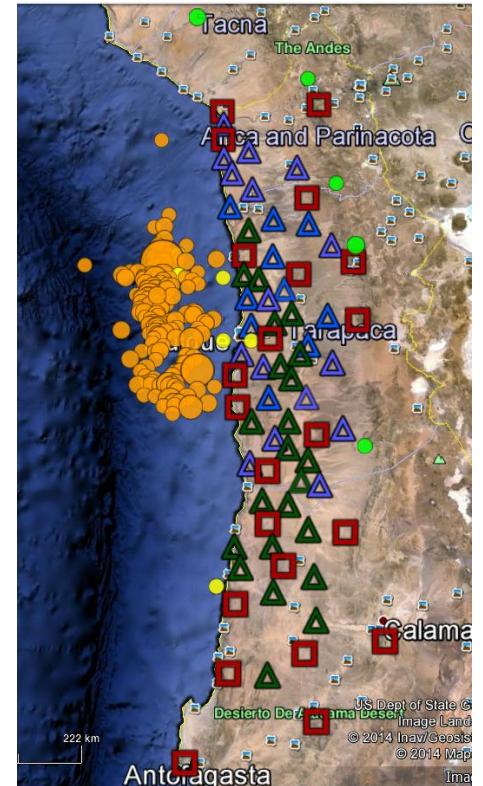 Tacna
The Andes
Arica and Parinacota
Tarapaca
Calama
US Dept of State G
Desierto De Atacama Desert
Image Land
© 2014 Inav/Geosist
222 km
© 2014 Map
Antofagasta
Ima